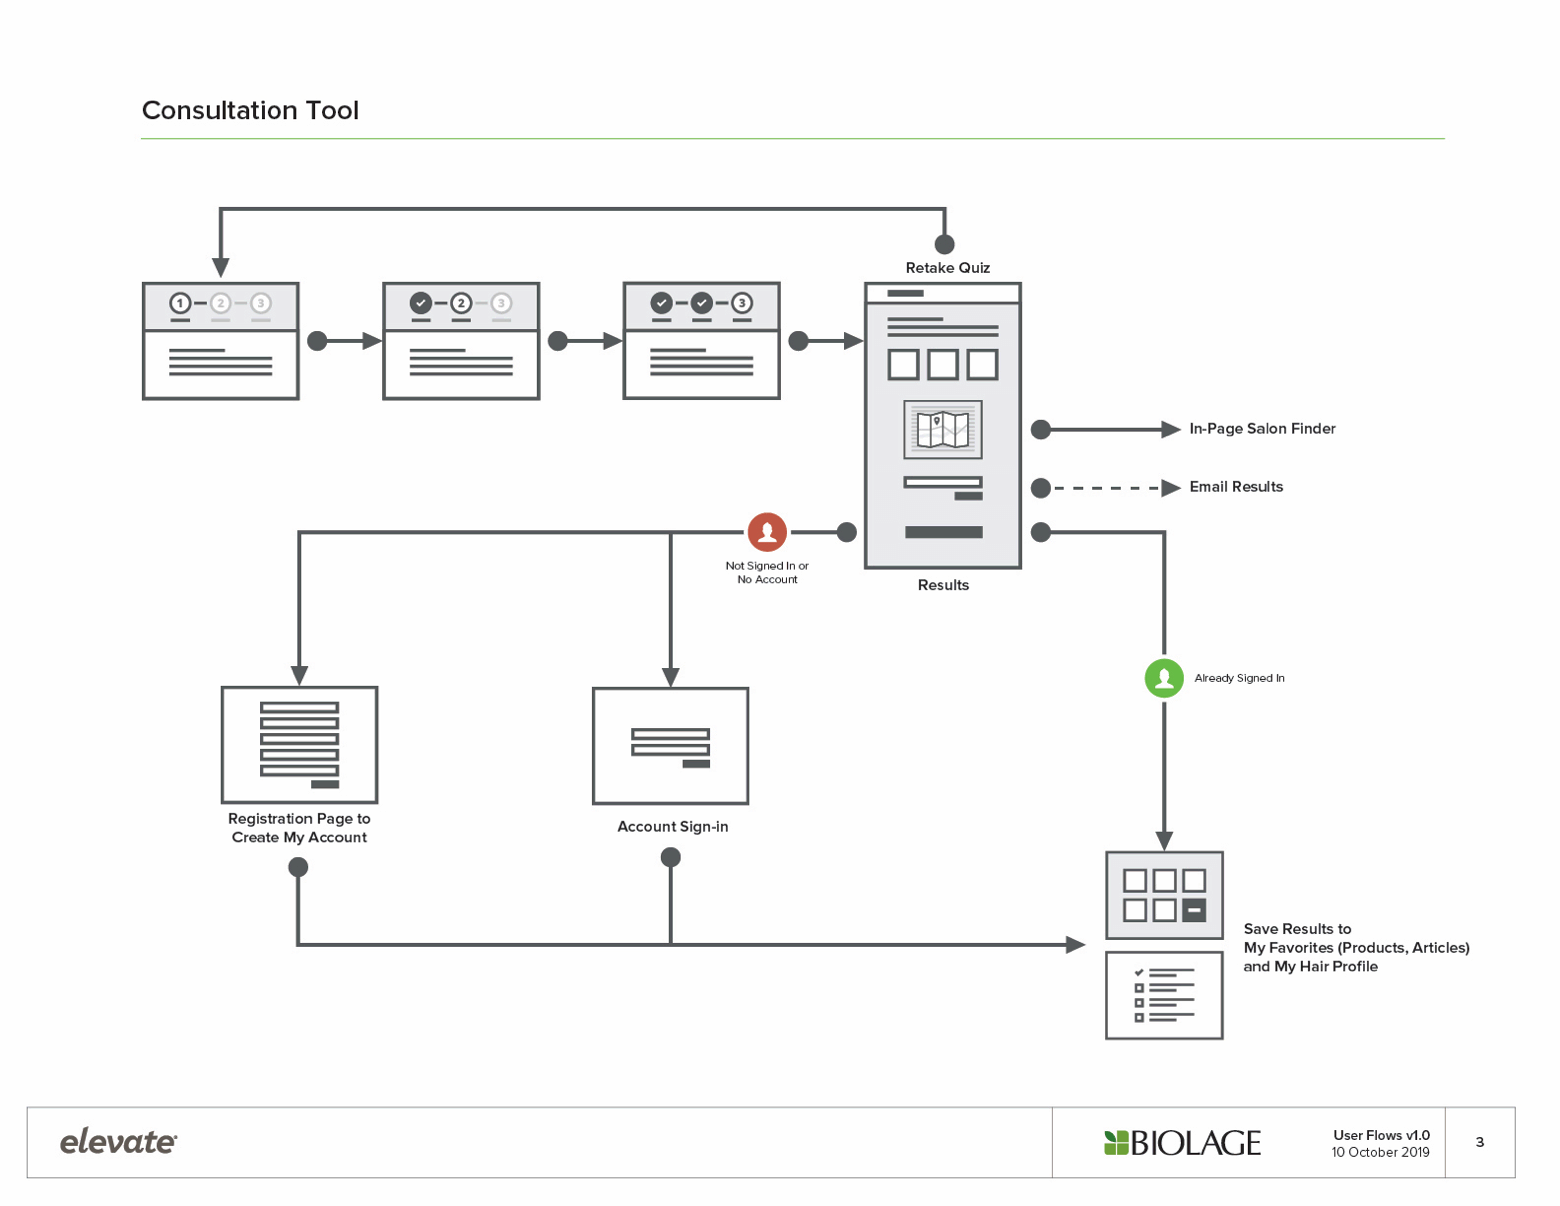 Consultation Tool
Retake Quiz
1 2 3
2 3
3
In-Page Salon Finder
Email Results
Not Signed In or
No Account
Results
Already Signed In
Registration Page to
Create My Account
Account Sign-in
Save Results to
My Favorites (Products, Articles)
and My Hair Profile
elevate
BIOLAGE
User Flows v1.0
10 October 2019
3